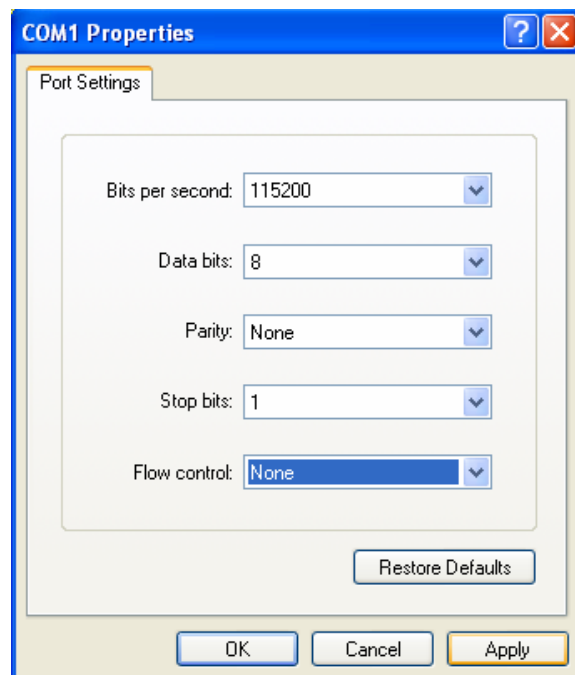 COM1 Properties
Port Settings
Bits per second: 115200
Data bits: 8
Parity: None
Stop bits: 1
Flow control: None
Restore Defaults
OK Cancel Apply